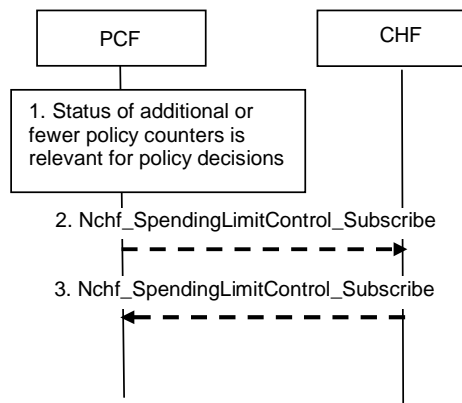 PCF
CHF
1. Status of additional or
fewer policy counters is
relevant for policy decisions
2. Nchf_SpendingLimitControl_Subscribe
3. Nchf_SpendingLimitControl_Subscribe